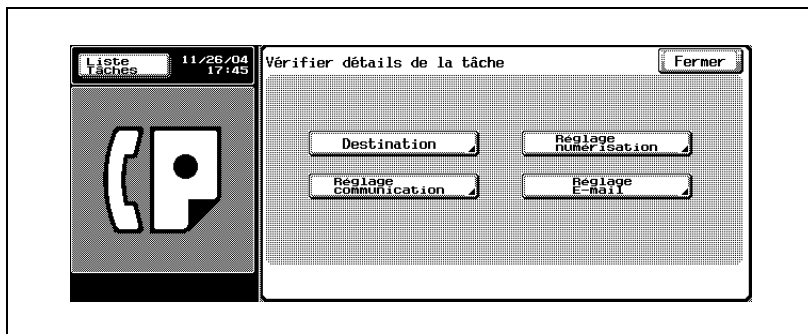 Liste
Tâches
11/26/04
17:45
Vérifier détails de la tâche
Fermer
Destination
Réglage
numérisation
Réglage
communication
Réglage
E-mail